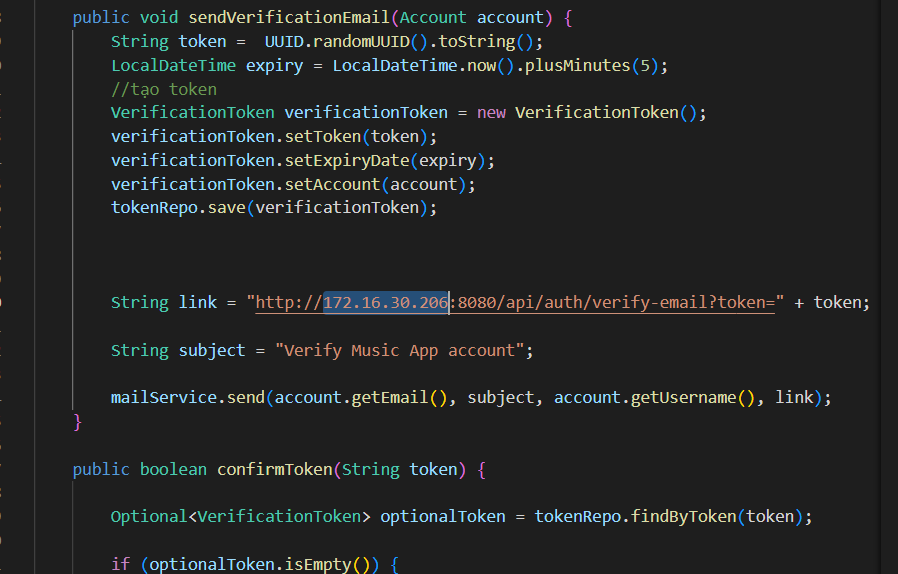 public void sendVerificationEmail(Account account) {
String token =  UUID.randomUUID().toString();
LocalDateTime expiry = LocalDateTime.now().plusMinutes(5);
//tạo token
VerificationToken verificationToken = new VerificationToken();
verificationToken.setToken(token);
verificationToken.setExpiryDate(expiry);
verificationToken.setAccount(account);
tokenRepo.save(verificationToken);
String link = "http://172.16.30.206:8080/api/auth/verify-email?token=" + token;
String subject = "Verify Music App account";
mailService.send(account.getEmail(), subject, account.getUsername(), link);
}
public boolean confirmToken(String token) {
Optional<VerificationToken> optionalToken = tokenRepo.findByToken(token);
if (optionalToken.isEmpty()) {